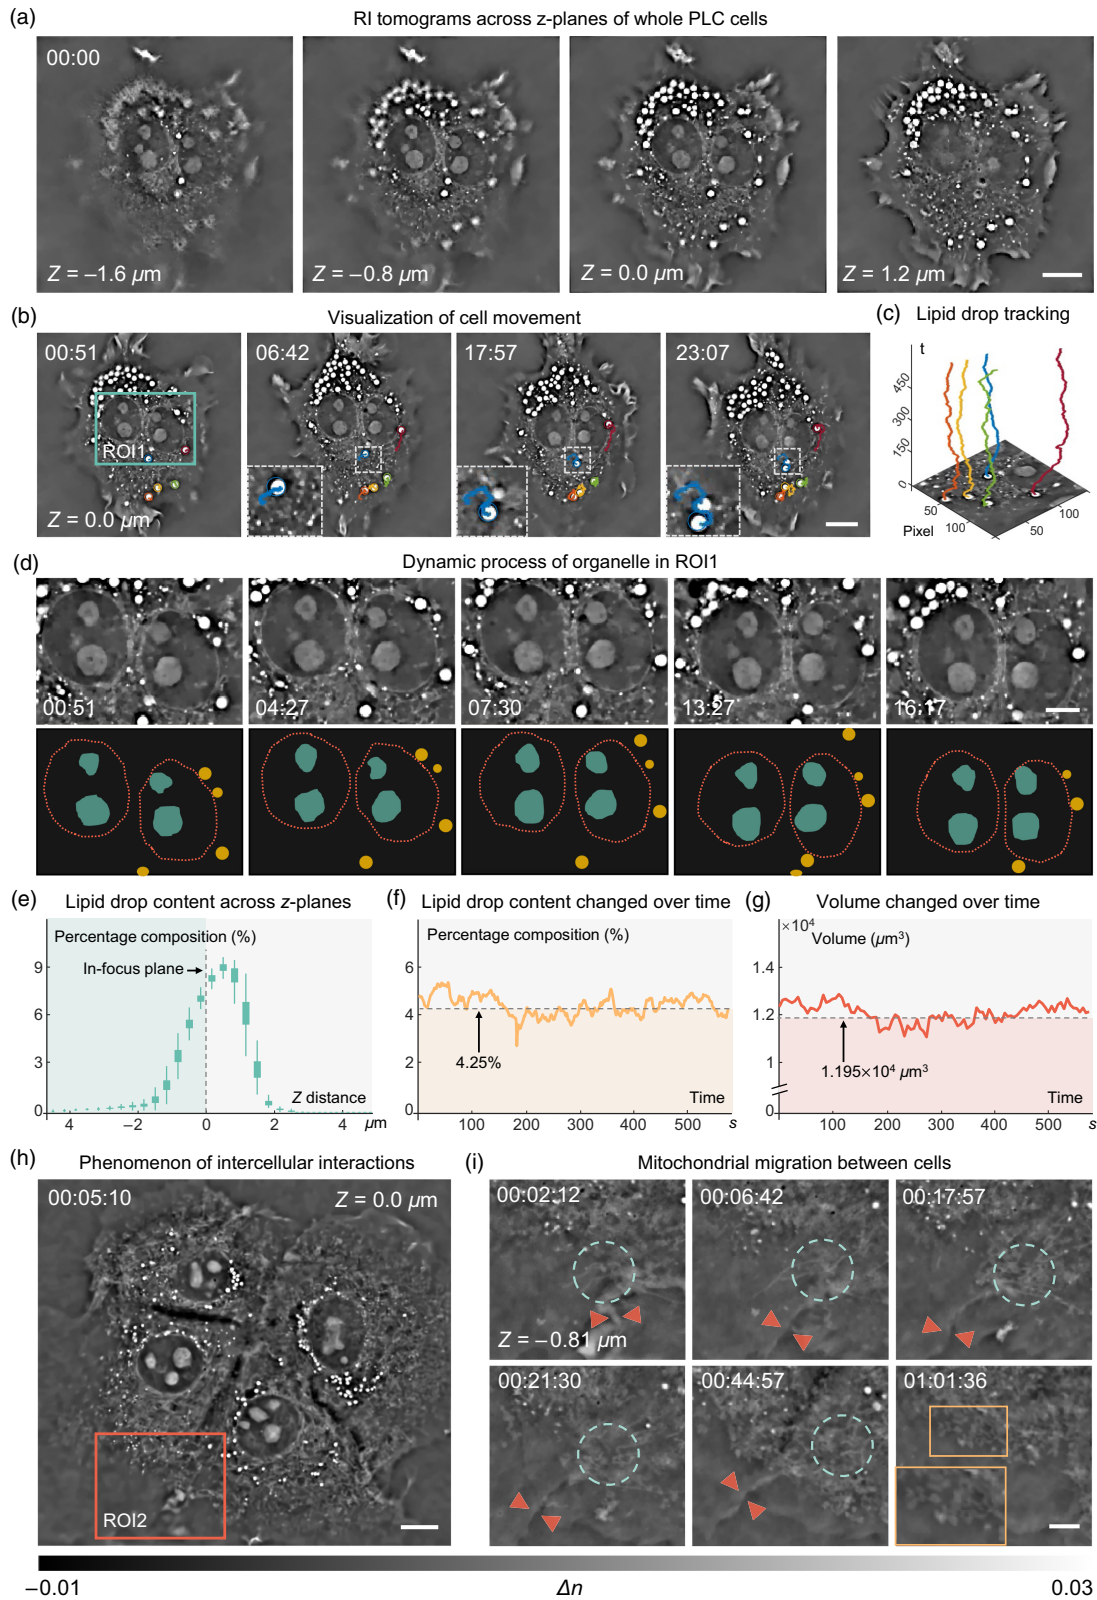 (a) RI tomograms across z-planes of whole PLC cells
00:00
Z = −1.6 µm
Z = −0.8 µm
Z = 0.0 µm
Z = 1.2 µm
(b) Visualization of cell movement
00:51
ROI1
Z = 0.0 µm
06:42
17:57
23:07
(c) Lipid drop tracking
t
450
300
150
0
50
100
Pixel
50
100
(d) Dynamic process of organelle in ROI1
00:51
04:27
07:30
13:27
16:17
(e) Lipid drop content across z-planes
Percentage composition (%)
In-focus plane
9
6
3
0
Z distance
4 −2 0 2 4 µm
(f) Lipid drop content changed over time
Percentage composition (%)
6
4
2
0
4.25%
Time
100 200 300 400 500 s
(g) Volume changed over time
×10⁴
Volume (µm³)
1.4
1.2
1
0
1.195×10⁴ µm³
Time
100 200 300 400 500 s
(h) Phenomenon of intercellular interactions
00:05:10
Z = 0.0 µm
ROI2
(i) Mitochondrial migration between cells
00:02:12
Z = −0.81 µm
00:06:42
00:17:57
00:21:30
00:44:57
01:01:36
−0.01 Δn 0.03